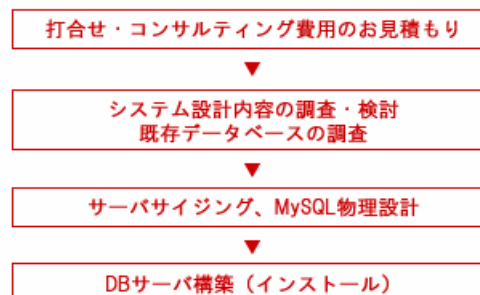 打合せ・コンサルティング費用のお見積もり
▼
システム設計内容の調査・検討
既存データベースの調査
▼
サーバサイジング、MySQL物理設計
▼
DBサーバ構築（インストール）